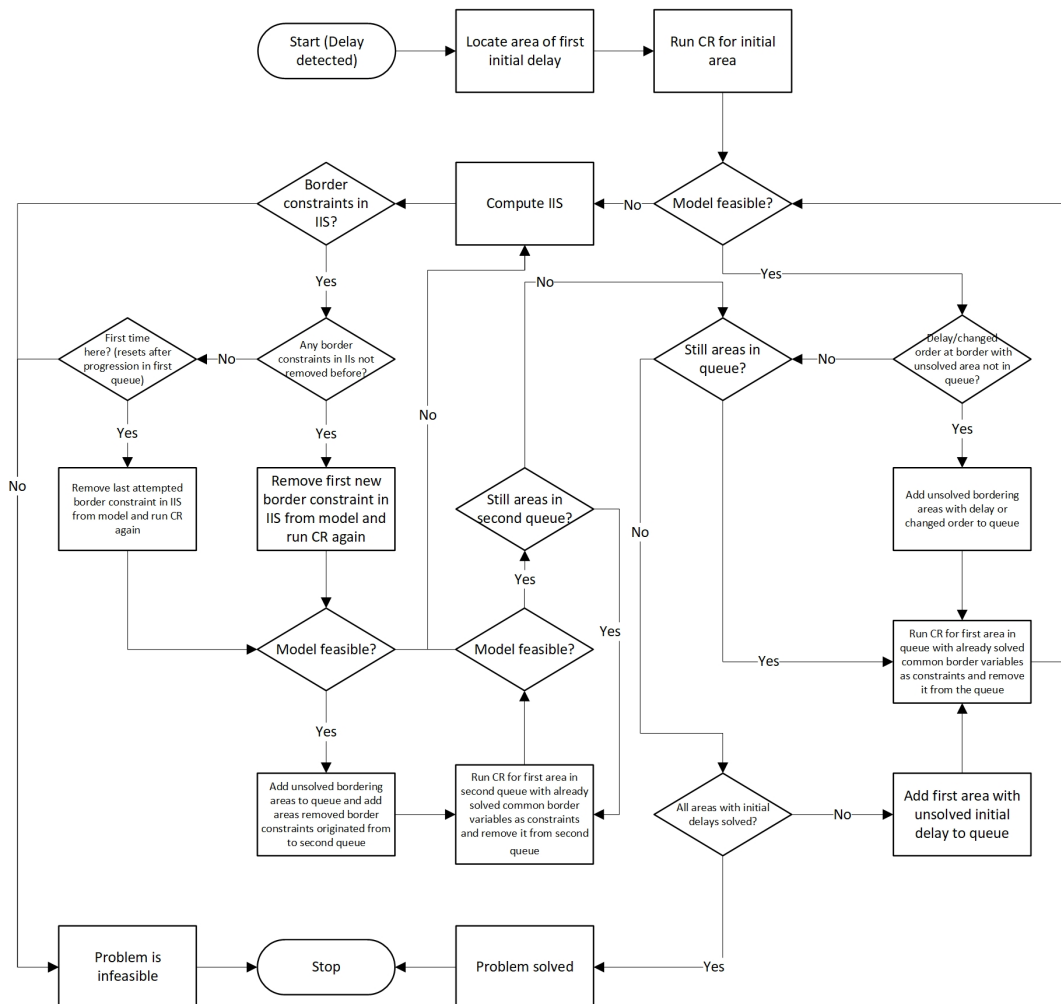 Start (Delay
detected)
Locate area of first
initial delay
Run CR for initial
area
Border
constraints in
IIS?
Compute IIS
No
Model feasible?
Yes
Yes
No
First time
here? (resets after
progression in first
queue)
No
Any border
constraints in IIs not
removed before?
Still areas in
queue?
No
Delay/changed
order at border with
unsolved area not in
queue?
No
Yes
Yes
Yes
No
Remove last attempted
border constraint in IIS
from model and run CR
again
Remove first new
border constraint in
IIS from model and
run CR again
Still areas in
second queue?
Add unsolved bordering
areas with delay or
changed order to queue
No
Yes
Yes
Model feasible?
Model feasible?
Yes
Run CR for first area in
queue with already solved
common border variables
as constraints and remove
it from the queue
Yes
Add unsolved bordering
areas to queue and add
areas removed border
constraints originated from
to second queue
Run CR for first area in
second queue with already
solved common border
variables as constraints
and remove it from second
queue
All areas with initial
delays solved?
No
Add first area with
unsolved initial
delay to queue
Problem is
infeasible
Stop
Problem solved
Yes